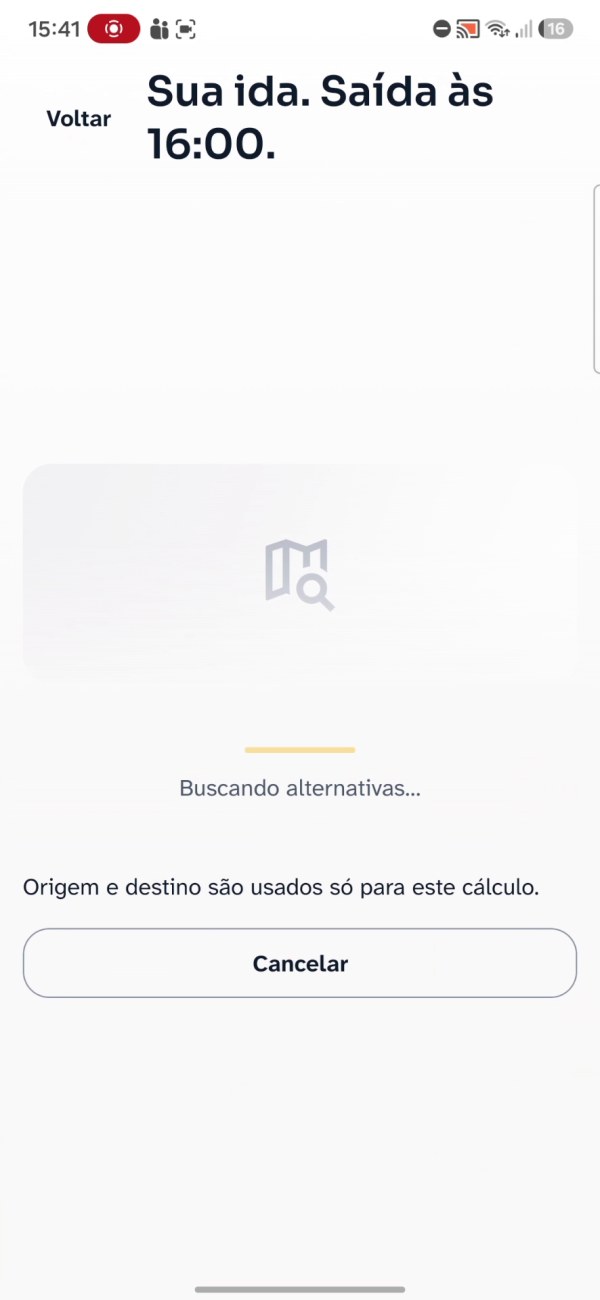 15:41
16
Voltar
Sua ida. Saída às
16:00.
Buscando alternativas...
Origem e destino são usados só para este cálculo.
Cancelar